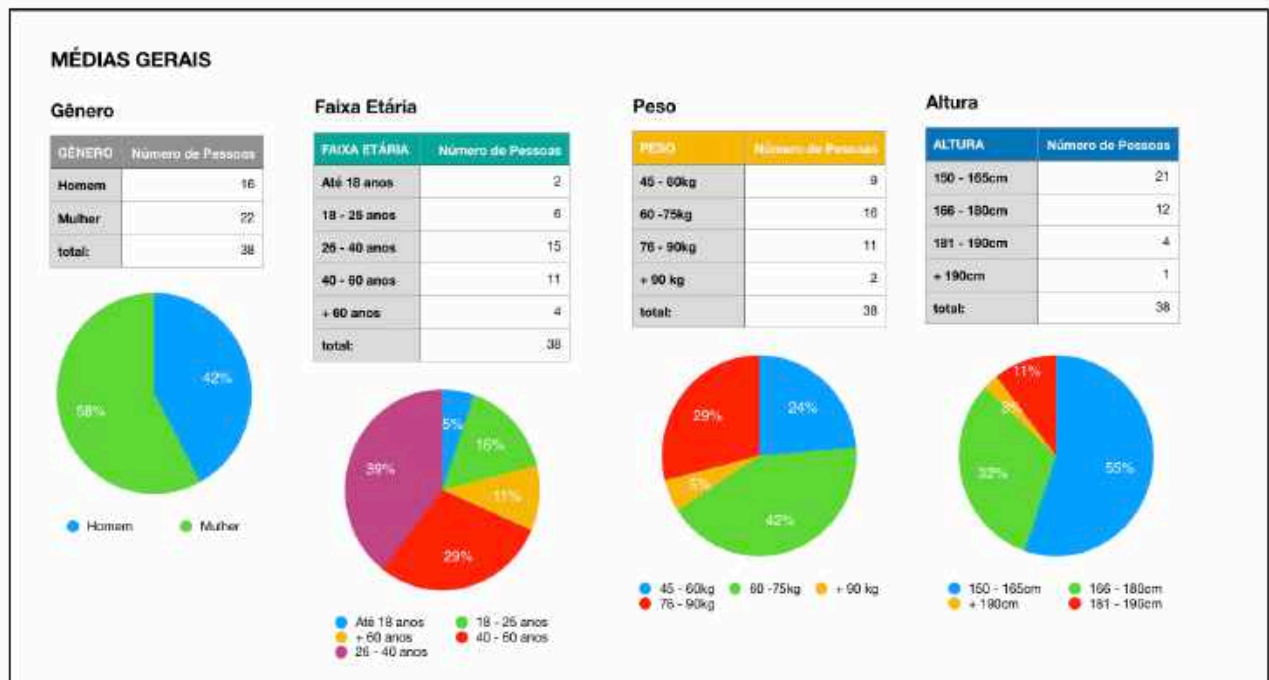 MÉDIAS GERAIS
Gênero
GÊNERO Número de Pessoas
Homem 16
Mulher 22
total: 38
42%
58%
Homem Mulher
Faixa Etária
FAIXA ETÁRIA Número de Pessoas
Até 18 anos 2
18 - 25 anos 6
26 - 40 anos 15
40 - 60 anos 11
+ 60 anos 4
total: 38
5%
16%
39%
11%
29%
Até 18 anos 18 - 25 anos
+ 60 anos 40 - 60 anos
26 - 40 anos
Peso
PESO Número de Pessoas
45 - 60kg 9
60 -75kg 16
76 - 90kg 11
+ 90 kg 2
total: 38
29%
24%
5%
42%
45 - 60kg 60 -75kg + 90 kg
76 - 90kg
Altura
ALTURA Número de Pessoas
150 - 165cm 21
166 - 180cm 12
181 - 190cm 4
+ 190cm 1
total: 38
11%
3%
32%
55%
150 - 165cm 166 - 180cm
+ 190cm 181 - 190cm